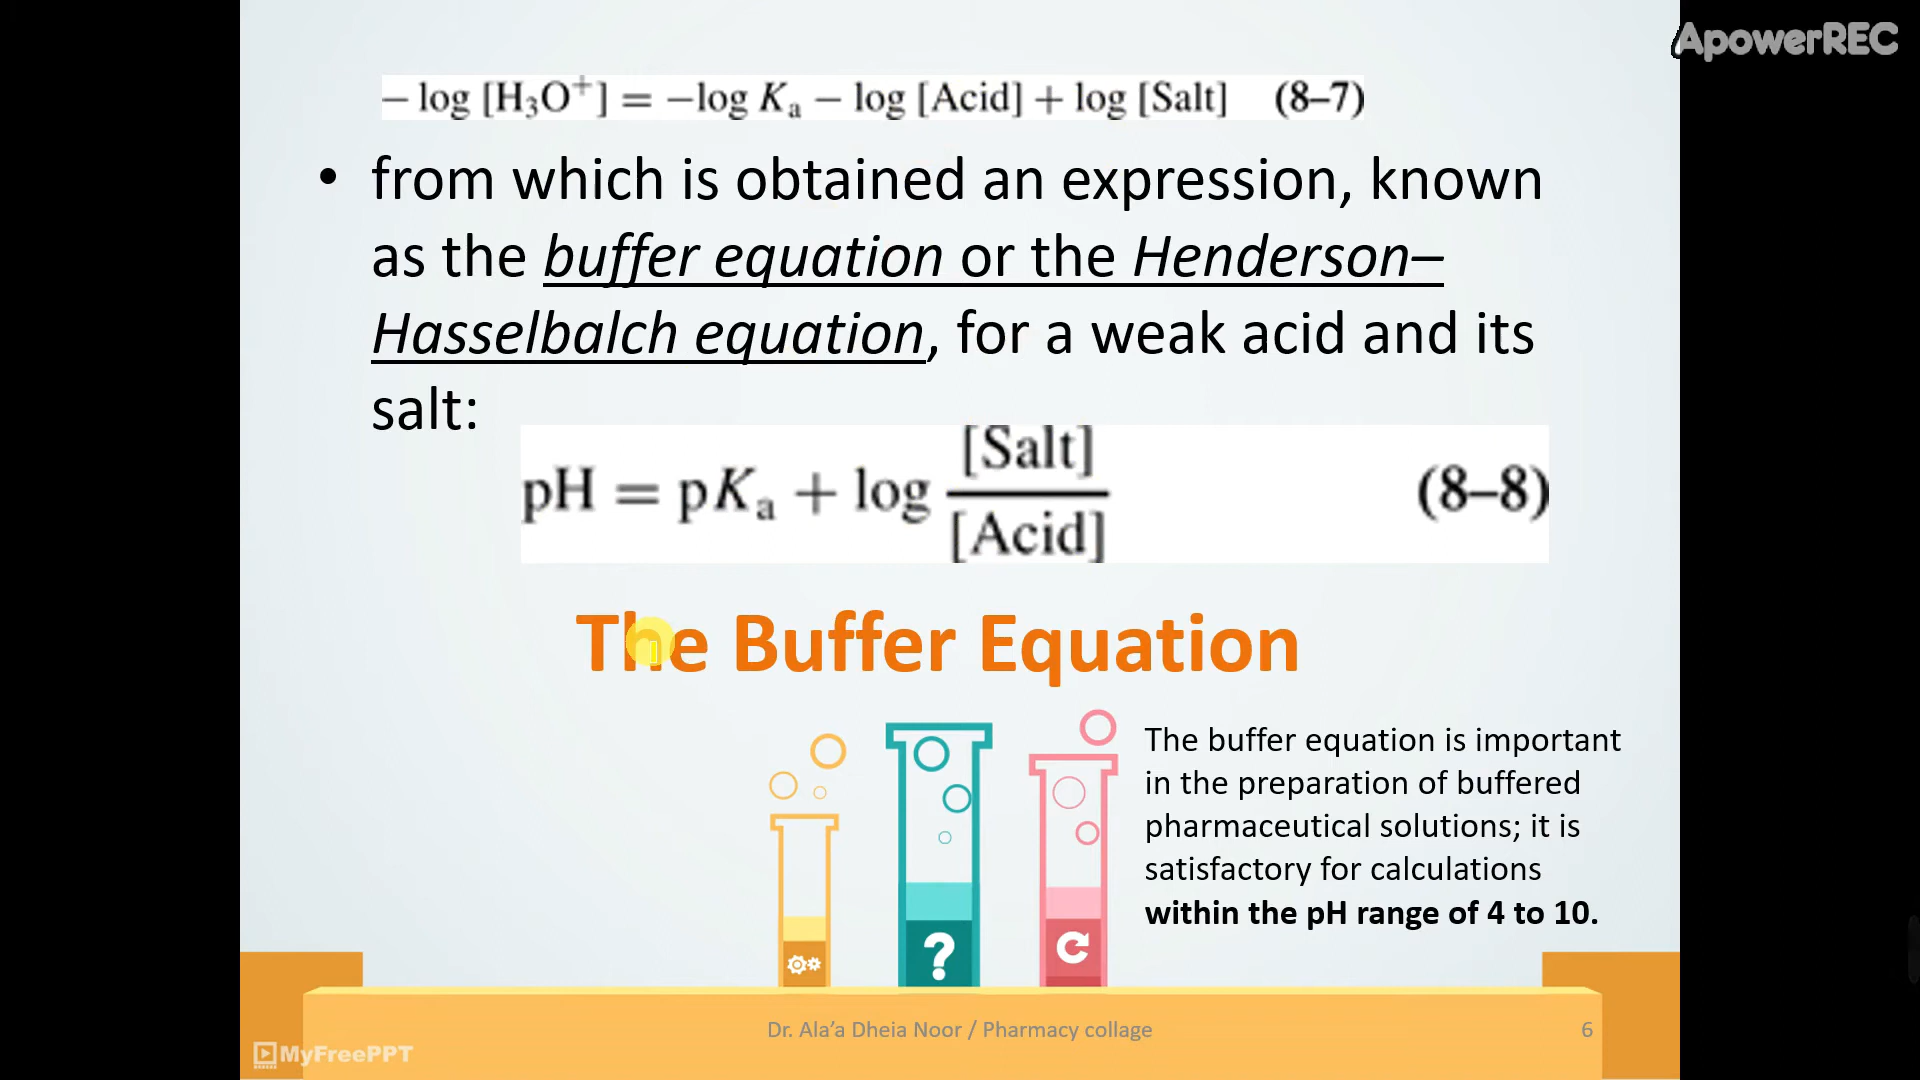 ApowerREC
– log [H₃O⁺] = –log Kₐ – log [Acid] + log [Salt] (8–7)
• from which is obtained an expression, known
as the buffer equation or the Henderson–
Hasselbalch equation, for a weak acid and its
salt:
pH = pKₐ + log [Salt] / [Acid] (8–8)
The Buffer Equation
The buffer equation is important
in the preparation of buffered
pharmaceutical solutions; it is
satisfactory for calculations
within the pH range of 4 to 10.
?
Dr. Ala’a Dheia Noor / Pharmacy collage 6
MyFreePPT